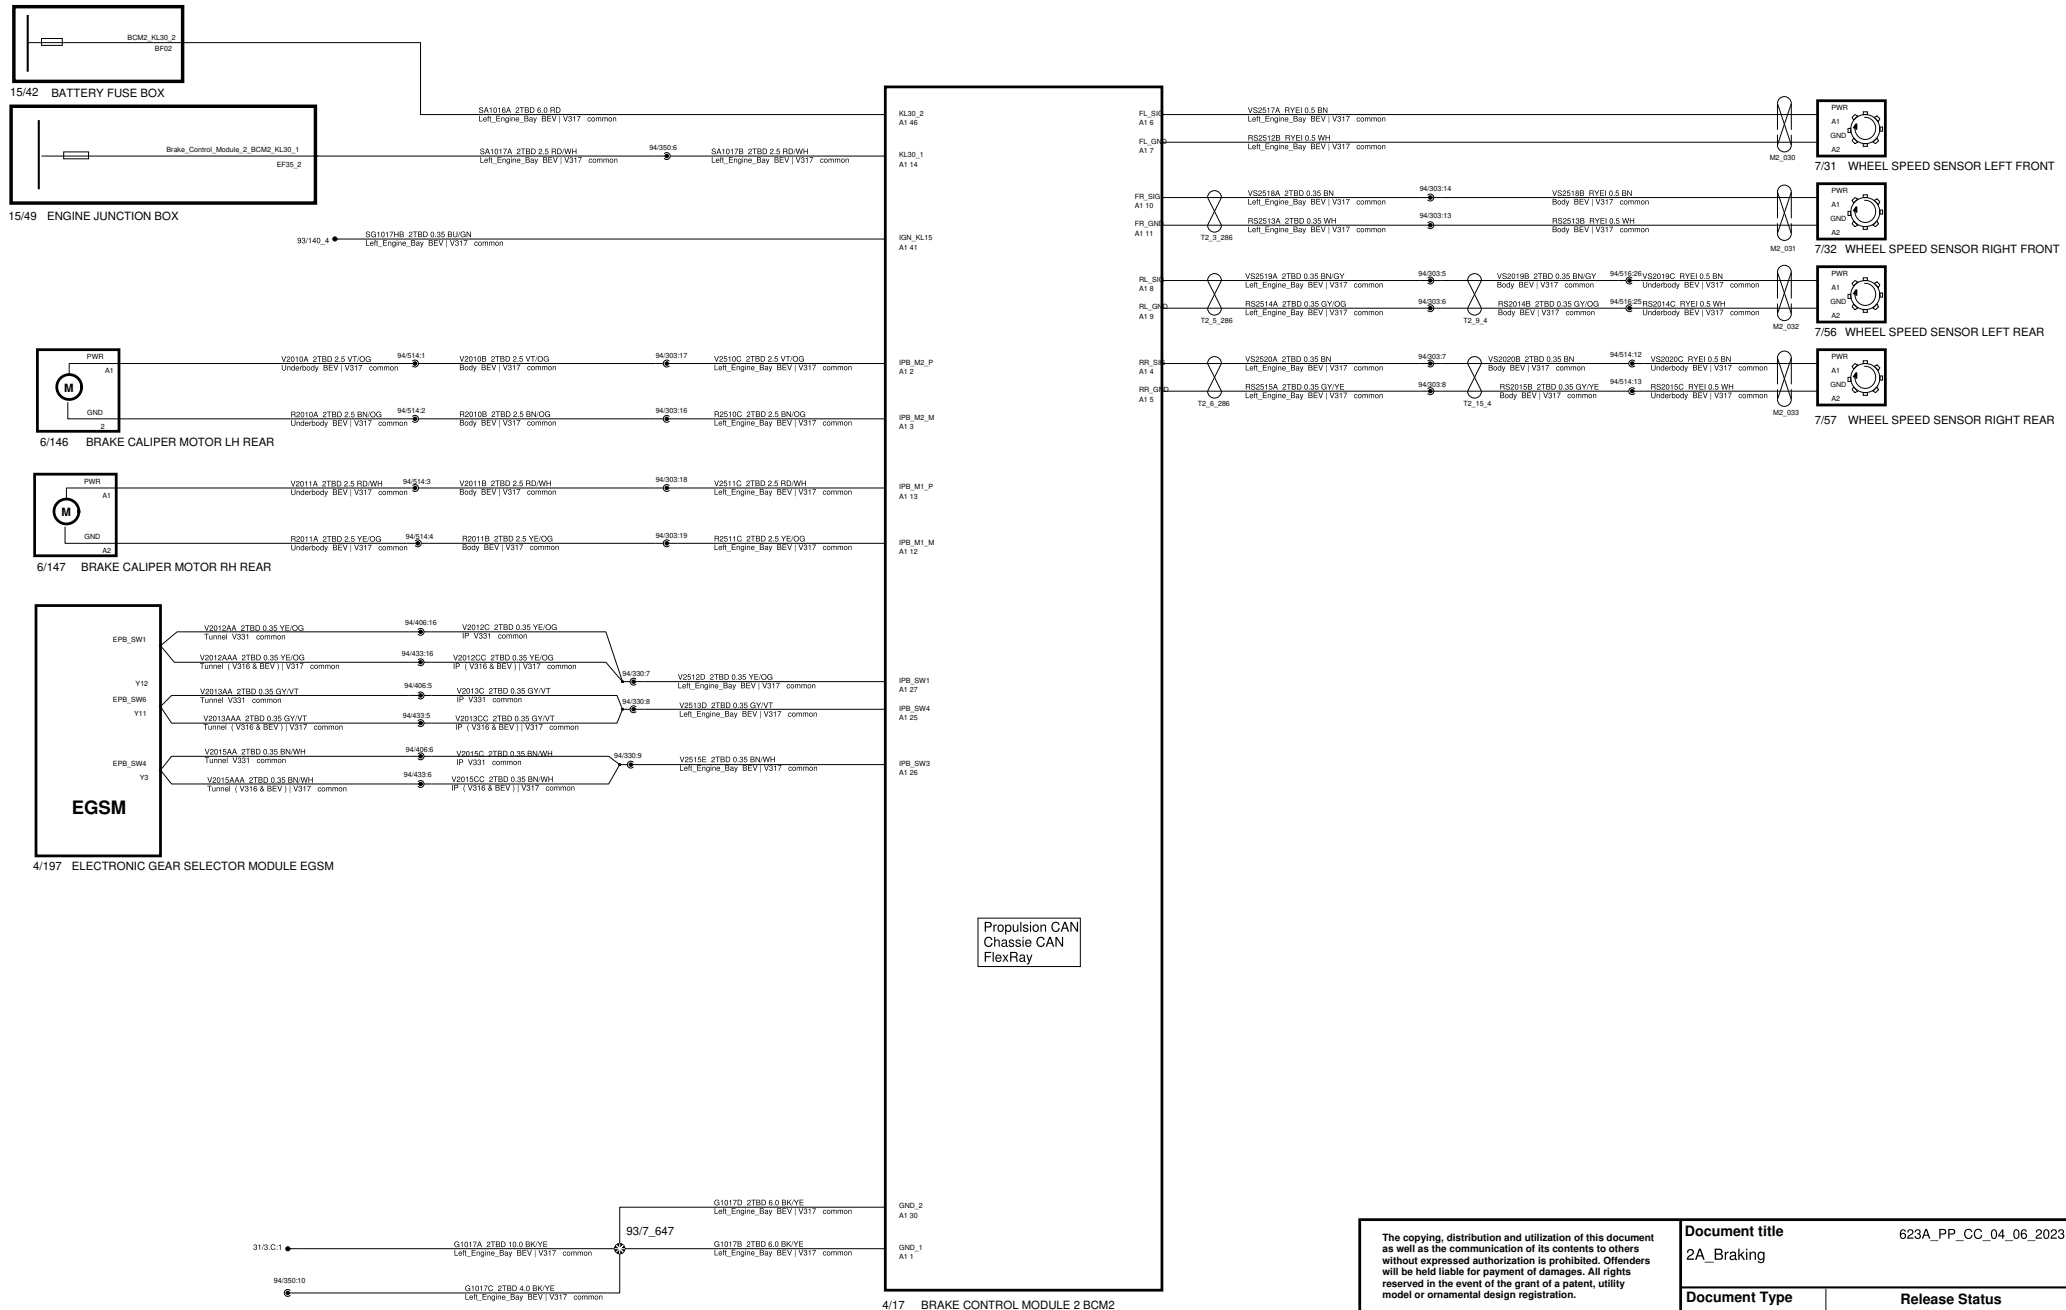 BCM2_KL30_2
BF02
15/42 BATTERY FUSE BOX
Brake_Control_Module_2_BCM2_KL30_1
EF35_2
15/49 ENGINE JUNCTION BOX
SA1016A 2TBD 6.0 RD
Left_Engine_Bay BEV | V317 common
SA1017A 2TBD 2.5 RD/WH
Left_Engine_Bay BEV | V317 common
94/350:6
SA1017B 2TBD 2.5 RD/WH
Left_Engine_Bay BEV | V317 common
93/140_4
SG1017HB 2TBD 0.35 BU/GN
Left_Engine_Bay BEV | V317 common
PWR
A1
M
GND
2
6/146 BRAKE CALIPER MOTOR LH REAR
V2010A 2TBD 2.5 VT/OG
Underbody BEV | V317 common
94/514:1
V2010B 2TBD 2.5 VT/OG
Body BEV | V317 common
94/303:17
V2510C 2TBD 2.5 VT/OG
Left_Engine_Bay BEV | V317 common
R2010A 2TBD 2.5 BN/OG
Underbody BEV | V317 common
94/514:2
R2010B 2TBD 2.5 BN/OG
Body BEV | V317 common
94/303:16
R2510C 2TBD 2.5 BN/OG
Left_Engine_Bay BEV | V317 common
PWR
A1
M
GND
A2
6/147 BRAKE CALIPER MOTOR RH REAR
V2011A 2TBD 2.5 RD/WH
Underbody BEV | V317 common
94/514:3
V2011B 2TBD 2.5 RD/WH
Body BEV | V317 common
94/303:18
V2511C 2TBD 2.5 RD/WH
Left_Engine_Bay BEV | V317 common
R2011A 2TBD 2.5 YE/OG
Underbody BEV | V317 common
94/514:4
R2011B 2TBD 2.5 YE/OG
Body BEV | V317 common
94/303:19
R2511C 2TBD 2.5 YE/OG
Left_Engine_Bay BEV | V317 common
EPB_SW1
Y12
EPB_SW6
Y11
EPB_SW4
Y3
EGSM
4/197 ELECTRONIC GEAR SELECTOR MODULE EGSM
V2012AA 2TBD 0.35 YE/OG
Tunnel V331 common
94/406:16
V2012C 2TBD 0.35 YE/OG
IP V331 common
V2012AAA 2TBD 0.35 YE/OG
Tunnel ( V316 & BEV ) | V317 common
94/433:16
V2012CC 2TBD 0.35 YE/OG
IP ( V316 & BEV ) | V317 common
94/330:7
V2512D 2TBD 0.35 YE/OG
Left_Engine_Bay BEV | V317 common
V2013AA 2TBD 0.35 GY/VT
Tunnel V331 common
94/406:5
V2013C 2TBD 0.35 GY/VT
IP V331 common
94/330:8
V2513D 2TBD 0.35 GY/VT
Left_Engine_Bay BEV | V317 common
V2013AAA 2TBD 0.35 GY/VT
Tunnel ( V316 & BEV ) | V317 common
94/433:5
V2013CC 2TBD 0.35 GY/VT
IP ( V316 & BEV ) | V317 common
V2015AA 2TBD 0.35 BN/WH
Tunnel V331 common
94/406:6
V2015C 2TBD 0.35 BN/WH
IP V331 common
94/330:9
V2515E 2TBD 0.35 BN/WH
Left_Engine_Bay BEV | V317 common
V2015AAA 2TBD 0.35 BN/WH
Tunnel ( V316 & BEV ) | V317 common
94/433:6
V2015CC 2TBD 0.35 BN/WH
IP ( V316 & BEV ) | V317 common
G1017D 2TBD 6.0 BK/YE
Left_Engine_Bay BEV | V317 common
93/7_647
31/3.C:1
G1017A 2TBD 10.0 BK/YE
Left_Engine_Bay BEV | V317 common
G1017B 2TBD 6.0 BK/YE
Left_Engine_Bay BEV | V317 common
94/350:10
G1017C 2TBD 4.0 BK/YE
Left_Engine_Bay BEV | V317 common
KL30_2
A1 46
KL30_1
A1 14
IGN_KL15
A1 41
IPB_M2_P
A1 2
IPB_M2_M
A1 3
IPB_M1_P
A1 13
IPB_M1_M
A1 12
IPB_SW1
A1 27
IPB_SW4
A1 25
IPB_SW3
A1 26
Propulsion CAN
Chassie CAN
FlexRay
GND_2
A1 30
GND_1
A1 1
4/17 BRAKE CONTROL MODULE 2 BCM2
FL_SIG
A1 6
FL_GND
A1 7
FR_SIG
A1 10
FR_GND
A1 11
RL_SIG
A1 8
RL_GND
A1 9
RR_SIG
A1 4
RR_GND
A1 5
VS2517A RYEI 0.5 BN
Left_Engine_Bay BEV | V317 common
RS2512B RYEI 0.5 WH
Left_Engine_Bay BEV | V317 common
M2_030
PWR
A1
GND
A2
7/31 WHEEL SPEED SENSOR LEFT FRONT
T2_3_286
VS2518A 2TBD 0.35 BN
Left_Engine_Bay BEV | V317 common
94/303:14
VS2518B RYEI 0.5 BN
Body BEV | V317 common
RS2513A 2TBD 0.35 WH
Left_Engine_Bay BEV | V317 common
94/303:13
RS2513B RYEI 0.5 WH
Body BEV | V317 common
M2_031
PWR
A1
GND
A2
7/32 WHEEL SPEED SENSOR RIGHT FRONT
T2_5_286
VS2519A 2TBD 0.35 BN/GY
Left_Engine_Bay BEV | V317 common
94/303:5
VS2019B 2TBD 0.35 BN/GY
Body BEV | V317 common
94/516:26
VS2019C RYEI 0.5 BN
Underbody BEV | V317 common
RS2514A 2TBD 0.35 GY/OG
Left_Engine_Bay BEV | V317 common
94/303:6
T2_9_4
RS2014B 2TBD 0.35 GY/OG
Body BEV | V317 common
94/516:25
RS2014C RYEI 0.5 WH
Underbody BEV | V317 common
M2_032
PWR
A1
GND
A2
7/56 WHEEL SPEED SENSOR LEFT REAR
T2_6_286
VS2520A 2TBD 0.35 BN
Left_Engine_Bay BEV | V317 common
94/303:7
VS2020B 2TBD 0.35 BN
Body BEV | V317 common
94/514:12
VS2020C RYEI 0.5 BN
Underbody BEV | V317 common
RS2515A 2TBD 0.35 GY/YE
Left_Engine_Bay BEV | V317 common
94/303:8
T2_15_4
RS2015B 2TBD 0.35 GY/YE
Body BEV | V317 common
94/514:13
RS2015C RYEI 0.5 WH
Underbody BEV | V317 common
M2_033
PWR
A1
GND
A2
7/57 WHEEL SPEED SENSOR RIGHT REAR
The copying, distribution and utilization of this document
as well as the communication of its contents to others
without expressed authorization is prohibited. Offenders
will be held liable for payment of damages. All rights
reserved in the event of the grant of a patent, utility
model or ornamental design registration.
Document title
623A_PP_CC_04_06_2023
2A_Braking
Document Type
Release Status